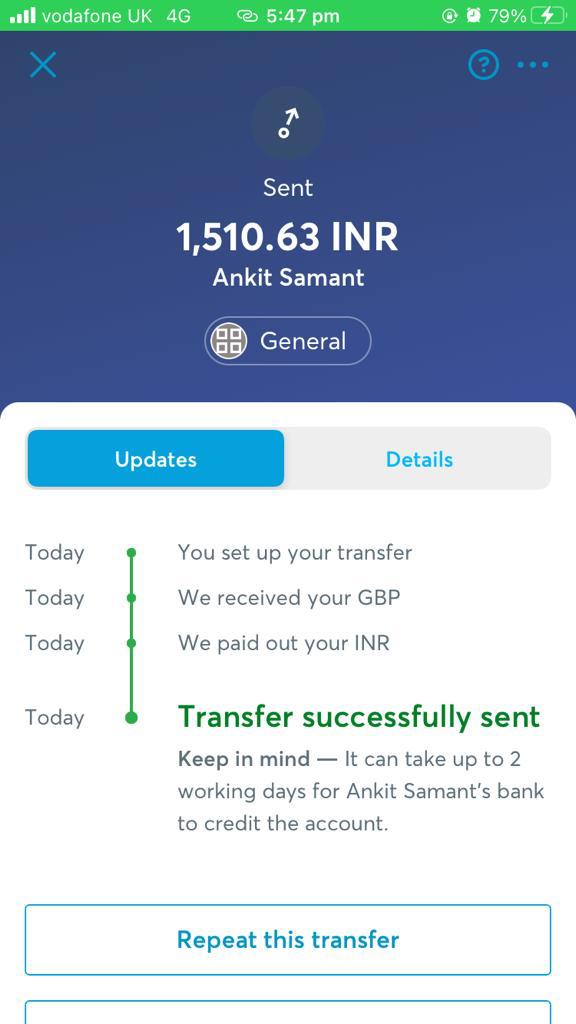 vodafone UK 4G 5:47 pm 79%
?
Sent
1,510.63 INR
Ankit Samant
General
Updates Details
Today You set up your transfer
Today We received your GBP
Today We paid out your INR
Today Transfer successfully sent
Keep in mind — It can take up to 2
working days for Ankit Samant's bank
to credit the account.
Repeat this transfer